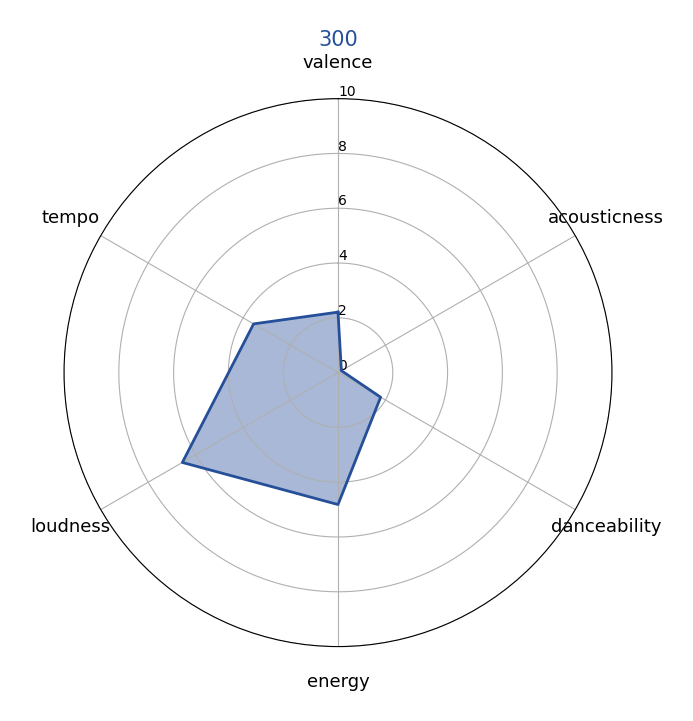 300
valence
10
8
6
4
2
0
tempo
acousticness
loudness
danceability
energy